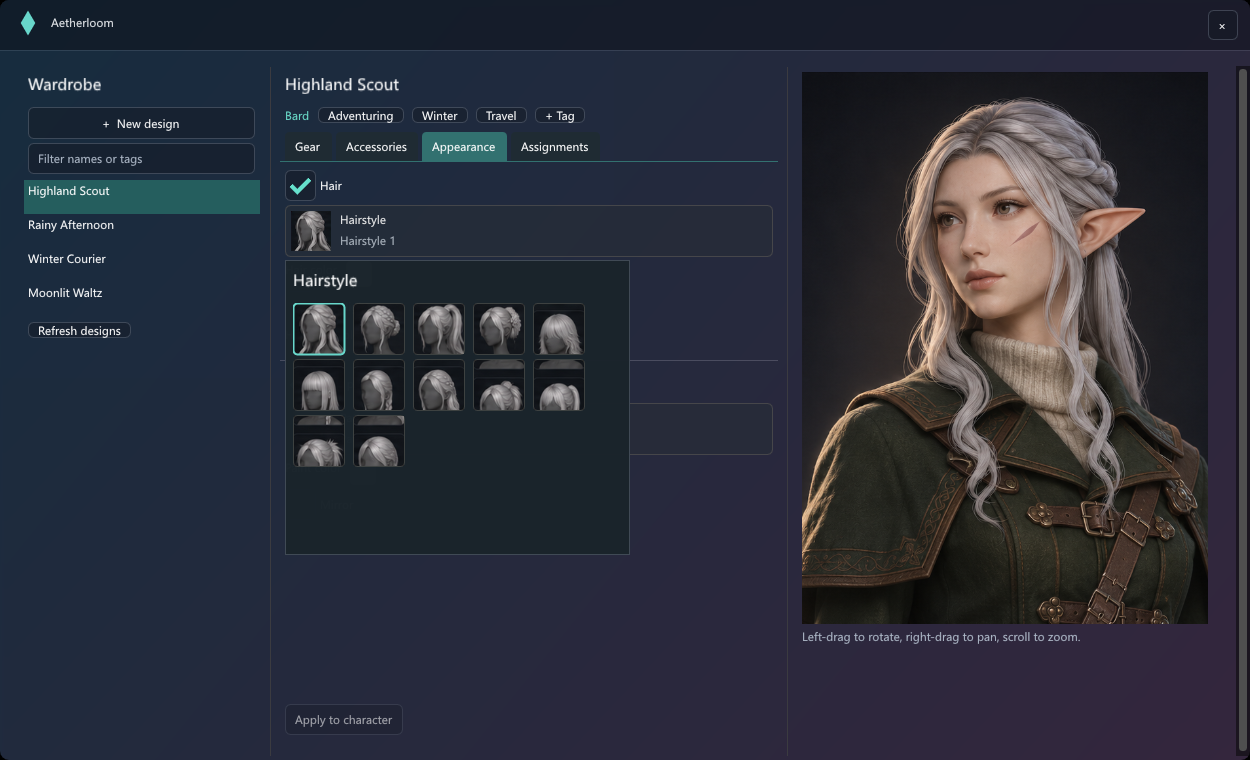 Aetherloom
×
Wardrobe
+ New design
Filter names or tags
Highland Scout
Rainy Afternoon
Winter Courier
Moonlit Waltz
Refresh designs
Highland Scout
Bard Adventuring Winter Travel + Tag
Gear Accessories Appearance Assignments
Hair
Hairstyle
Hairstyle 1
Hairstyle
Apply to character
Left-drag to rotate, right-drag to pan, scroll to zoom.